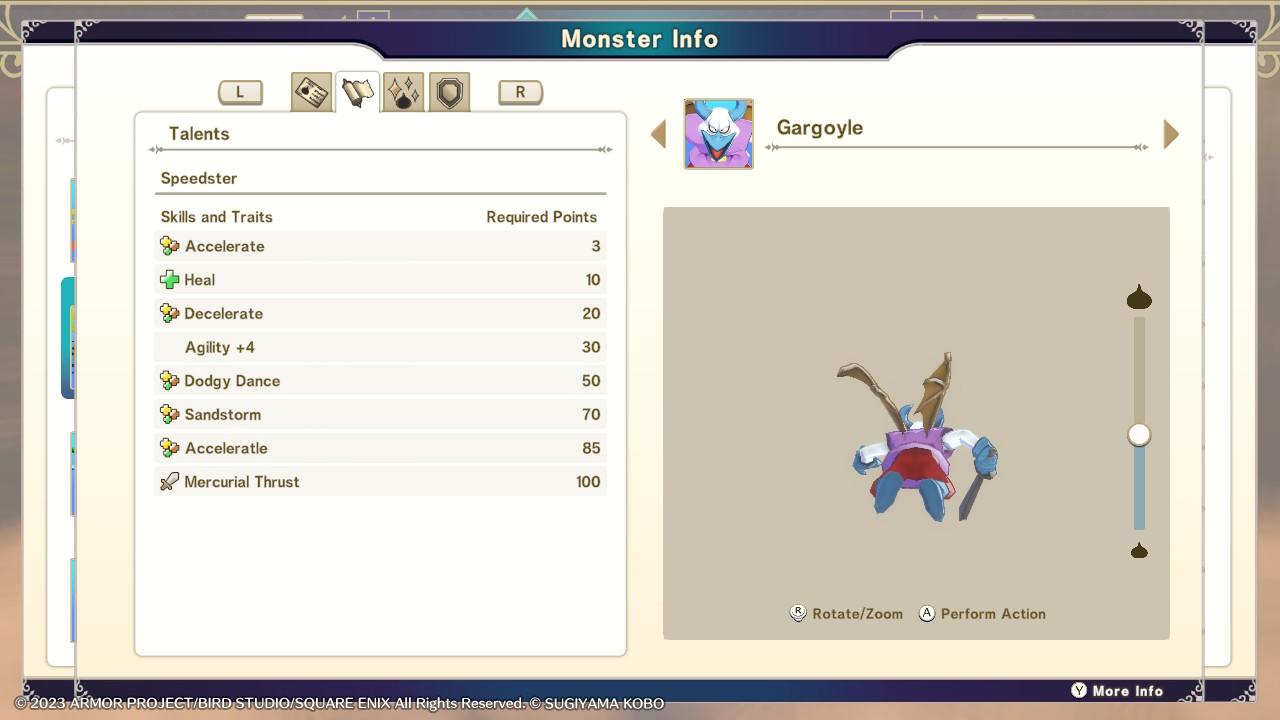 Monster Info
L
R
Talents
Speedster
Skills and Traits Required Points
Accelerate 3
Heal 10
Decelerate 20
Agility +4 30
Dodgy Dance 50
Sandstorm 70
Acceleratle 85
Mercurial Thrust 100
Gargoyle
R Rotate/Zoom A Perform Action
Y More Info
© 2023 ARMOR PROJECT/BIRD STUDIO/SQUARE ENIX All Rights Reserved. © SUGIYAMA KOBO